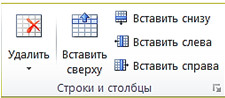 Удалить
Вставить
сверху
Вставить снизу
Вставить слева
Вставить справа
Строки и столбцы